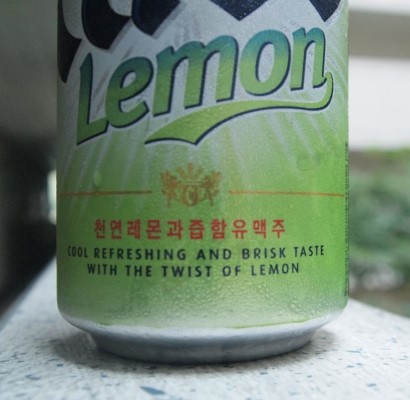 Lemon
천연레몬과즙함유맥주
COOL REFRESHING AND BRISK TASTE
WITH THE TWIST OF LEMON